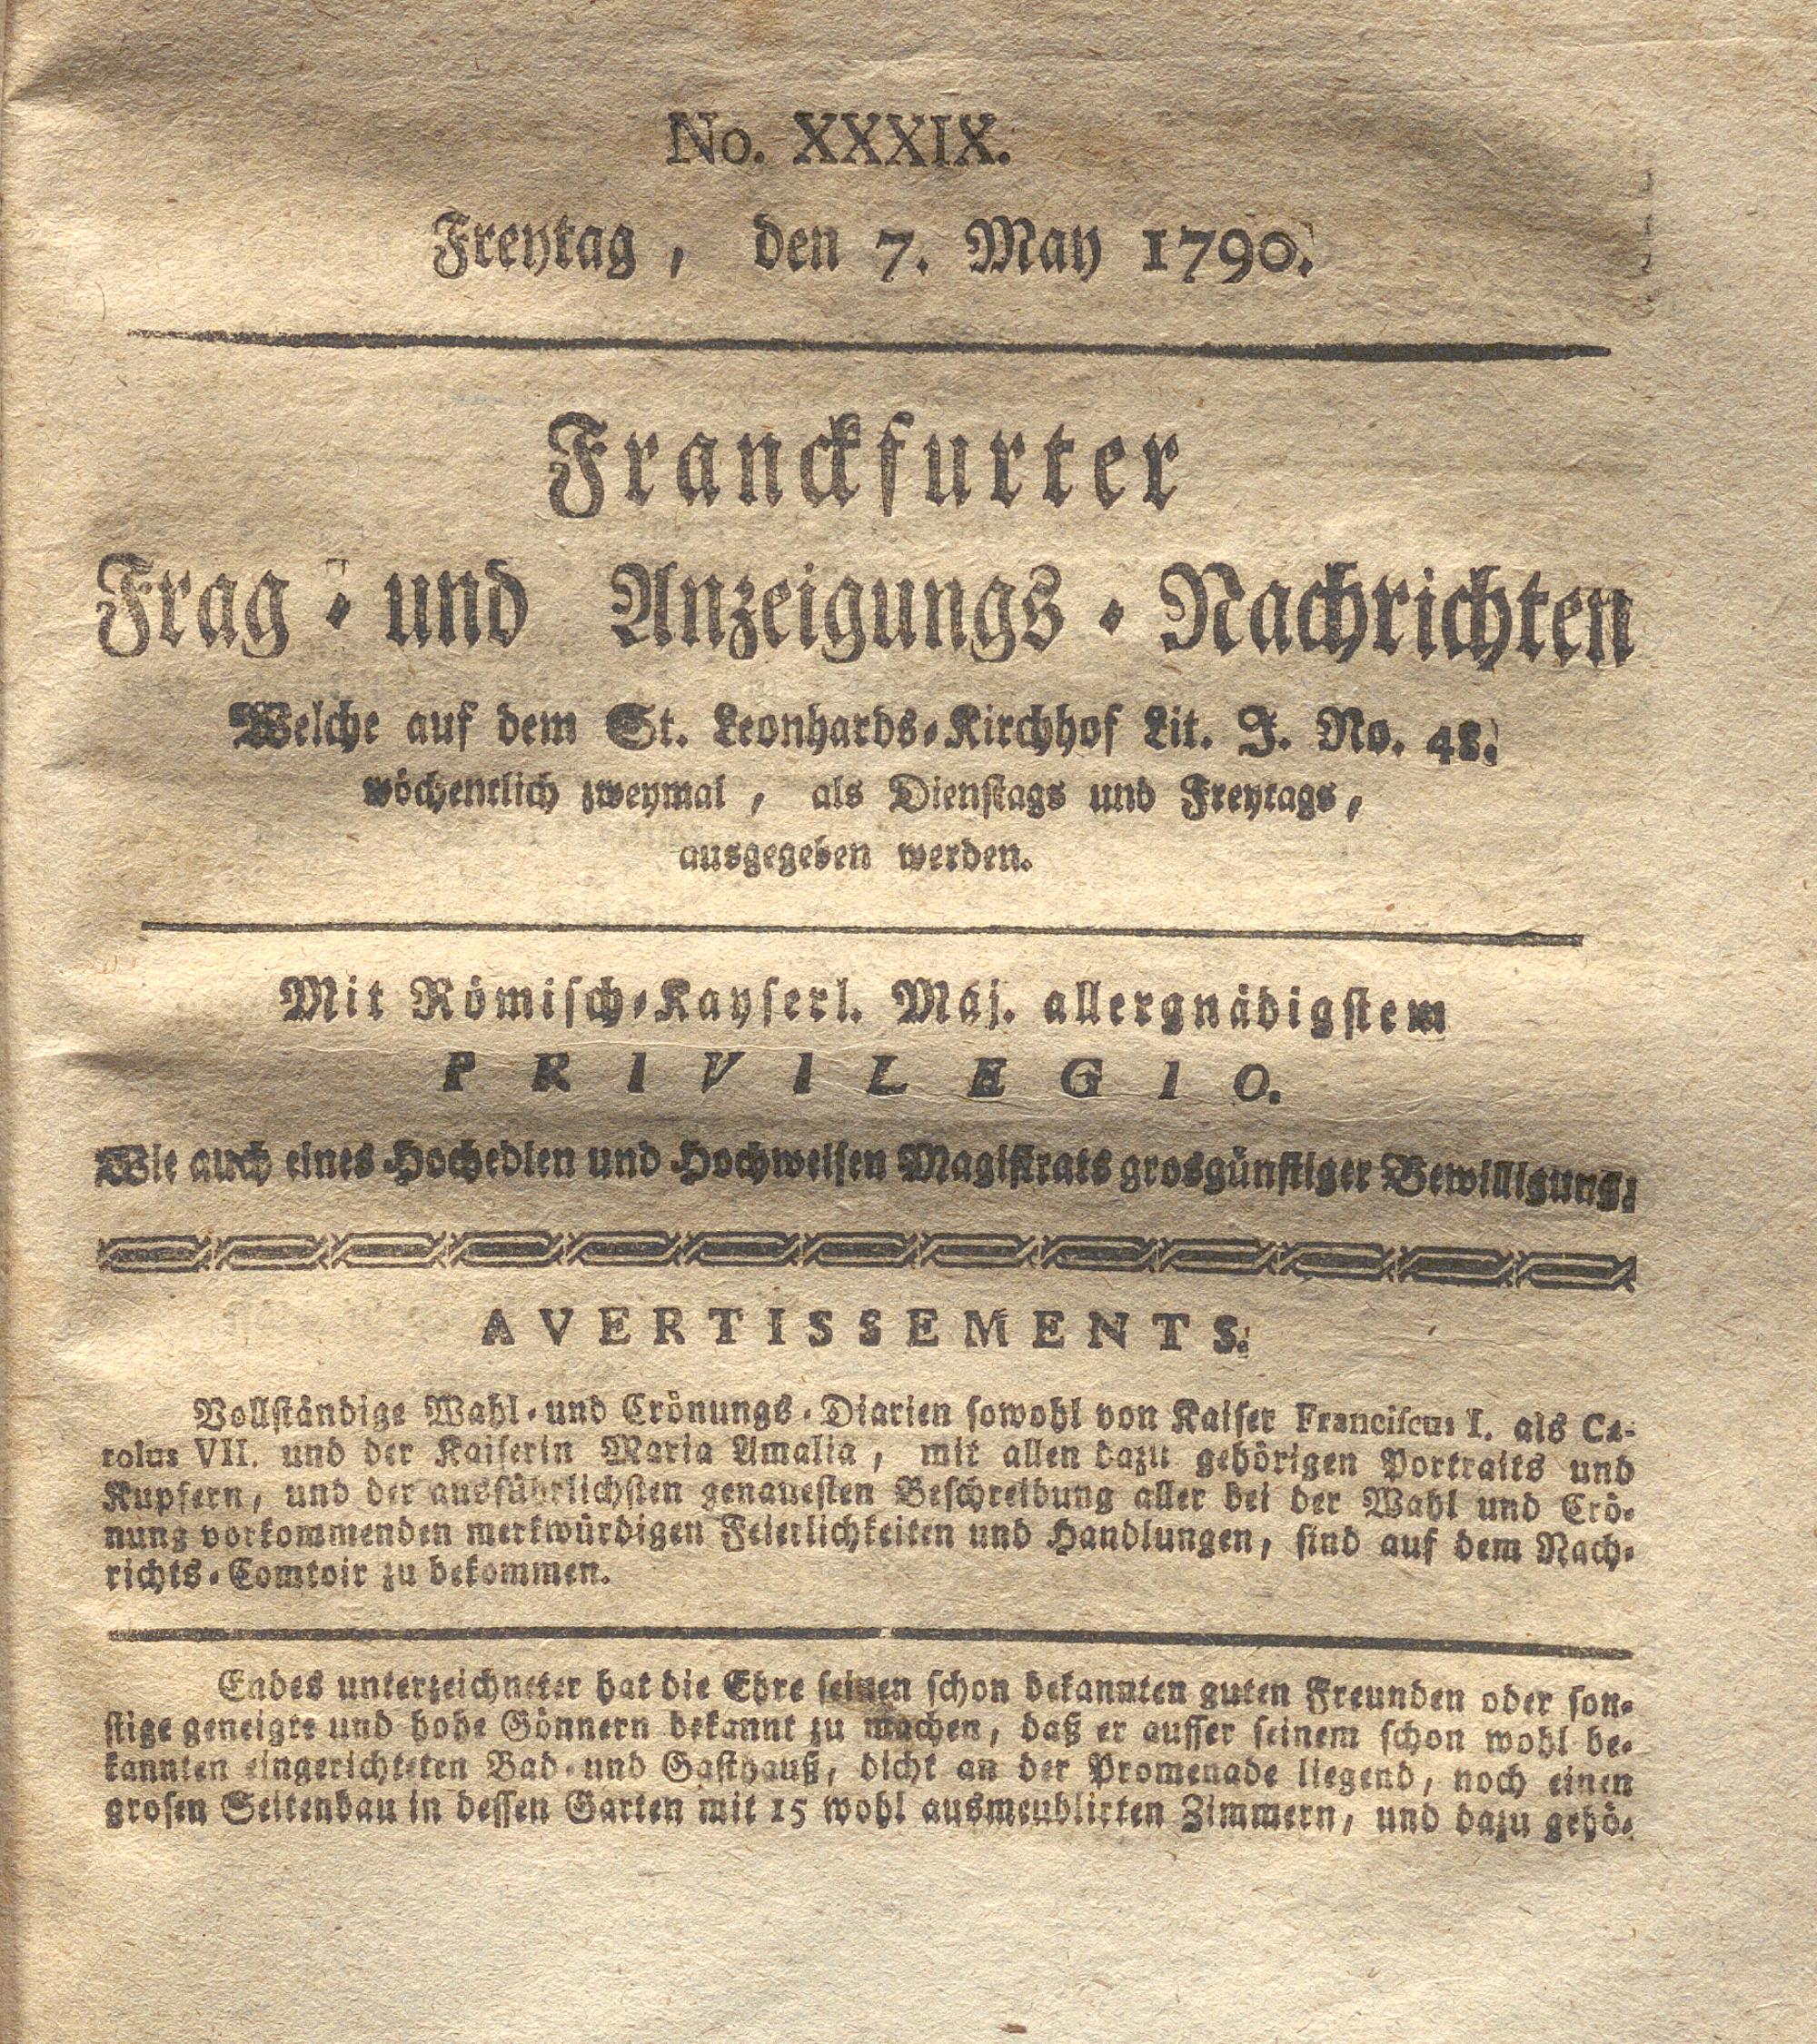 No. XXXIX.
Freytag, den 7. May 1790.
Franckfurter
Frag- und Anzeigungs-Nachrichten
Welche auf dem St. Leonhards-Kirchhof Lit. J. No. 48.
wöchentlich zweymal, als Dienstags und Freytags,
ausgegeben werden.
Mit Römisch-Kayserl. Maj. allergnädigstem
PRIVILEGIO.
Wie auch eines Hochedlen und Hochweisen Magistrats grosgünstiger Bewilligung.
AVERTISSEMENTS.
Vollständige Wahl- und Crönungs-Diarien sowohl von Kaiser Franciscus I. als Ca-
rolus VII. und der Kaiserin Maria Amalia, mit allen dazu gehörigen Portraits und
Kupfern, und der ausführlichsten genauesten Beschreibung aller bei der Wahl und Crö-
nung vorkommenden merkwürdigen Feierlichkeiten und Handlungen, sind auf dem Nach-
richts-Comtoir zu bekommen.
Endes unterzeichneter hat die Ehre seinen schon bekannten guten Freunden oder son-
stige geneigte und hohe Gönnern bekannt zu machen, daß er ausser seinem schon wohl be-
kannten eingerichteten Bad- und Gasthauß, dicht an der Promenade liegend, noch einen
grosen Seitenbau in dessen Garten mit 15 wohl ausmeublirten Zimmern, und dazu gehö-